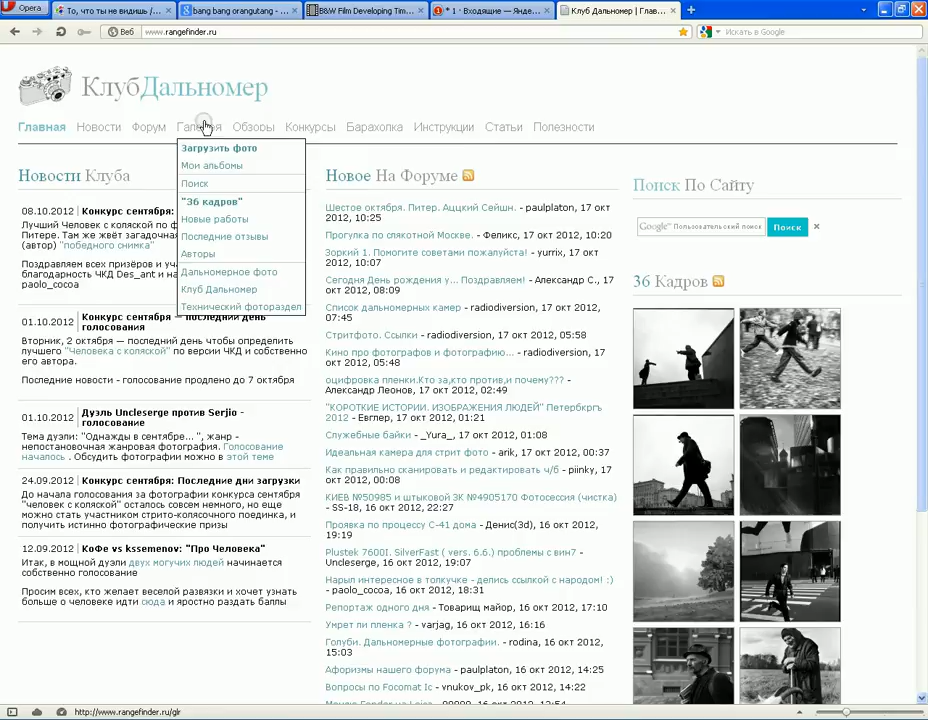 Opera
То, что ты не видишь /...
bang bang orangutang - ...
B&W Film Developing Tim...
* 1 · Входящие — Янде...
Клуб Дальномер | Глав...
Веб
www.rangefinder.ru
Искать в Google
КлубДальномер
Главная Новости Форум Галерея Обзоры Конкурсы Барахолка Инструкции Статьи Полезности
Загрузить фото
Мои альбомы
Поиск
"36 кадров"
Новые работы
Последние отзывы
Авторы
Дальномерное фото
Клуб Дальномер
Технический фотораздел
Новости Клуба
08.10.2012 | Конкурс сентября:
Лучший Человек с коляской по ф
Питере. Там же жвёт загадочная
(автор) "победного снимка"
Поздравляем всех призёров и уча
благодарность ЧКД Des_ant и на
paolo_cocoa
01.10.2012 | Конкурс сентября — последний день
голосования
Вторник, 2 октября — последний день чтобы определить
лучшего "Человека с коляской" по версии ЧКД и собственно
его автора.
Последние новости - голосование продлено до 7 октября
01.10.2012 | Дуэль Uncleserge против Serjio -
голосование
Тема дуэли: "Однажды в сентябре... ", жанр -
непостановочная жанровая фотография. Голосование
началось . Обсудить фотографии можно в этой теме
24.09.2012 | Конкурс сентября: Последние дни загрузки
До начала голосования за фотографии конкурса сентября
"человек с коляской" осталось совсем немного, но еще
можно стать участником стрито-колясочного поединка, и
получить истинно фотографические призы
12.09.2012 | КоФе vs kssemenov: "Про Человека"
Итак, в мощной дуэли двух могучих людей начинается
собственно голосование
Просим всех, кто желает веселой развязки и хочет узнать
больше о человеке идти сюда и яростно раздать баллы
Новое На Форуме
Шестое октября. Питер. Аццкий Сейшн. - paulplaton, 17 окт
2012, 10:25
Прогулка по слякотной Москве. - Феликс, 17 окт 2012, 10:20
Зоркий 1. Помогите советами пожалуйста! - yurrix, 17 окт
2012, 09:11
Сегодня День рождения у... Поздравляем! - Александр С., 17
окт 2012, 08:09
Список дальномерных камер - radiodiversion, 17 окт 2012,
07:45
Стритфото. Ссылки - radiodiversion, 17 окт 2012, 05:58
Кино про фотографов и фотографию... - radiodiversion, 17
окт 2012, 05:48
оцифровка пленки.Кто за,кто против,и почему??? -
Александр Леонов, 17 окт 2012, 02:49
"КОРОТКИЕ ИСТОРИИ. ИЗОБРАЖЕНИЯ ЛЮДЕЙ" Петербкргъ
2012 - Евглер, 17 окт 2012, 01:21
Служебные байки - _Yura_, 17 окт 2012, 01:08
Идеальная камера для стрит фото - arik, 17 окт 2012, 00:37
Как правильно сканировать и редактировать ч/б - piinky, 17
окт 2012, 00:08
КИЕВ №50985 и штыковой ЗК №4905170 Фотосессия (чистка)
- SS-18, 16 окт 2012, 22:27
Проявка по процессу C-41 дома - Денис(3d), 16 окт 2012,
19:19
Plustek 7600I. SilverFast ( vers. 6.6.) проблемы с вин7 -
Uncleserge, 16 окт 2012, 19:07
Нарыл интересное в толкучке - делись ссылкой с народом! :)
- paolo_cocoa, 16 окт 2012, 18:31
Репортаж одного дня - Товарищ майор, 16 окт 2012, 17:10
Умрет ли пленка ? - varjag, 16 окт 2012, 16:16
Голуби. Дальномерные фотографии. - rodina, 16 окт 2012,
15:03
Афоризмы нашего форума - paulplaton, 16 окт 2012, 14:25
Вопросы по Focomat Ic - vnukov_pk, 16 окт 2012, 14:22
Поиск По Сайту
Google™ Пользовательский поиск
Поиск
36 Кадров
http://www.rangefinder.ru/glr